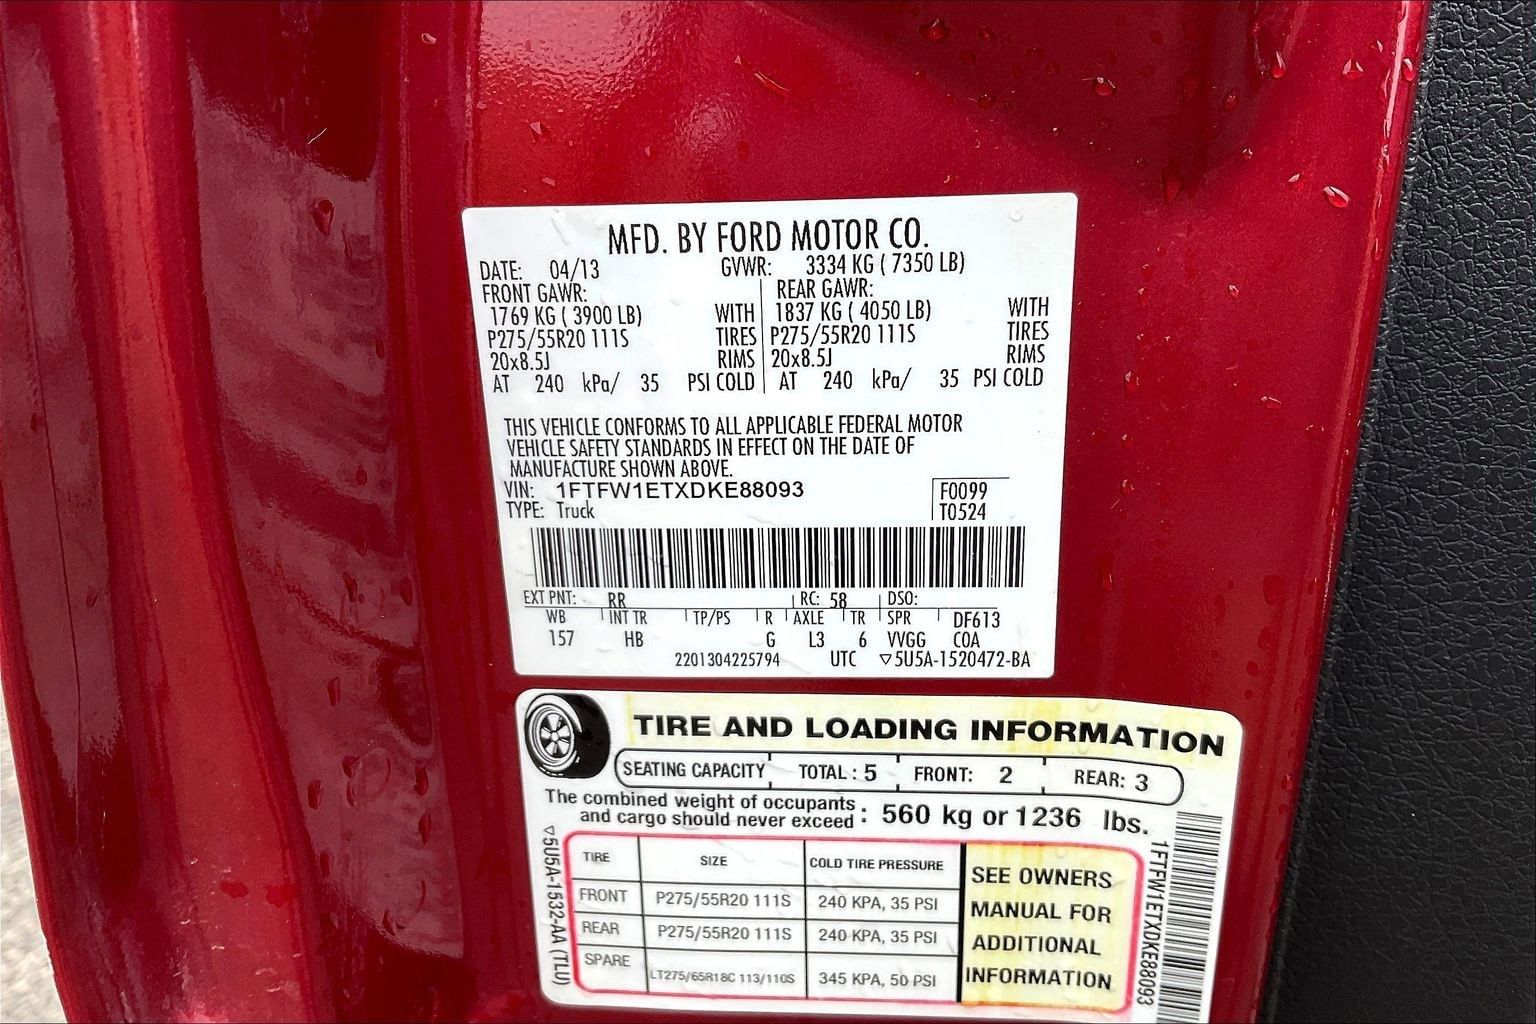 MFD. BY FORD MOTOR CO.
DATE: 04/13 GVWR: 3334 KG ( 7350 LB)
FRONT GAWR: REAR GAWR:
1769 KG ( 3900 LB) WITH 1837 KG ( 4050 LB) WITH
P275/55R20 111S TIRES P275/55R20 111S TIRES
20x8.5J RIMS 20x8.5J RIMS
AT 240 kPa/ 35 PSI COLD AT 240 kPa/ 35 PSI COLD
THIS VEHICLE CONFORMS TO ALL APPLICABLE FEDERAL MOTOR
VEHICLE SAFETY STANDARDS IN EFFECT ON THE DATE OF
MANUFACTURE SHOWN ABOVE.
VIN: 1FTFW1ETXDKE88093 F0099
TYPE: Truck T0524
EXT PNT: RR RC: 58 DSO:
WB INT TR TP/PS R AXLE TR SPR DF613
157 HB G L3 6 VVGG C0A
2201304225794 UTC ▽5U5A-1520472-BA
TIRE AND LOADING INFORMATION
SEATING CAPACITY TOTAL : 5 FRONT: 2 REAR: 3
The combined weight of occupants
and cargo should never exceed : 560 kg or 1236 lbs.
TIRE SIZE COLD TIRE PRESSURE
FRONT P275/55R20 111S 240 KPA, 35 PSI
REAR P275/55R20 111S 240 KPA, 35 PSI
SPARE LT275/65R18C 113/110S 345 KPA, 50 PSI
SEE OWNERS
MANUAL FOR
ADDITIONAL
INFORMATION
▽5U5A-1532-AA (TLU)
1FTFW1ETXDKE88093